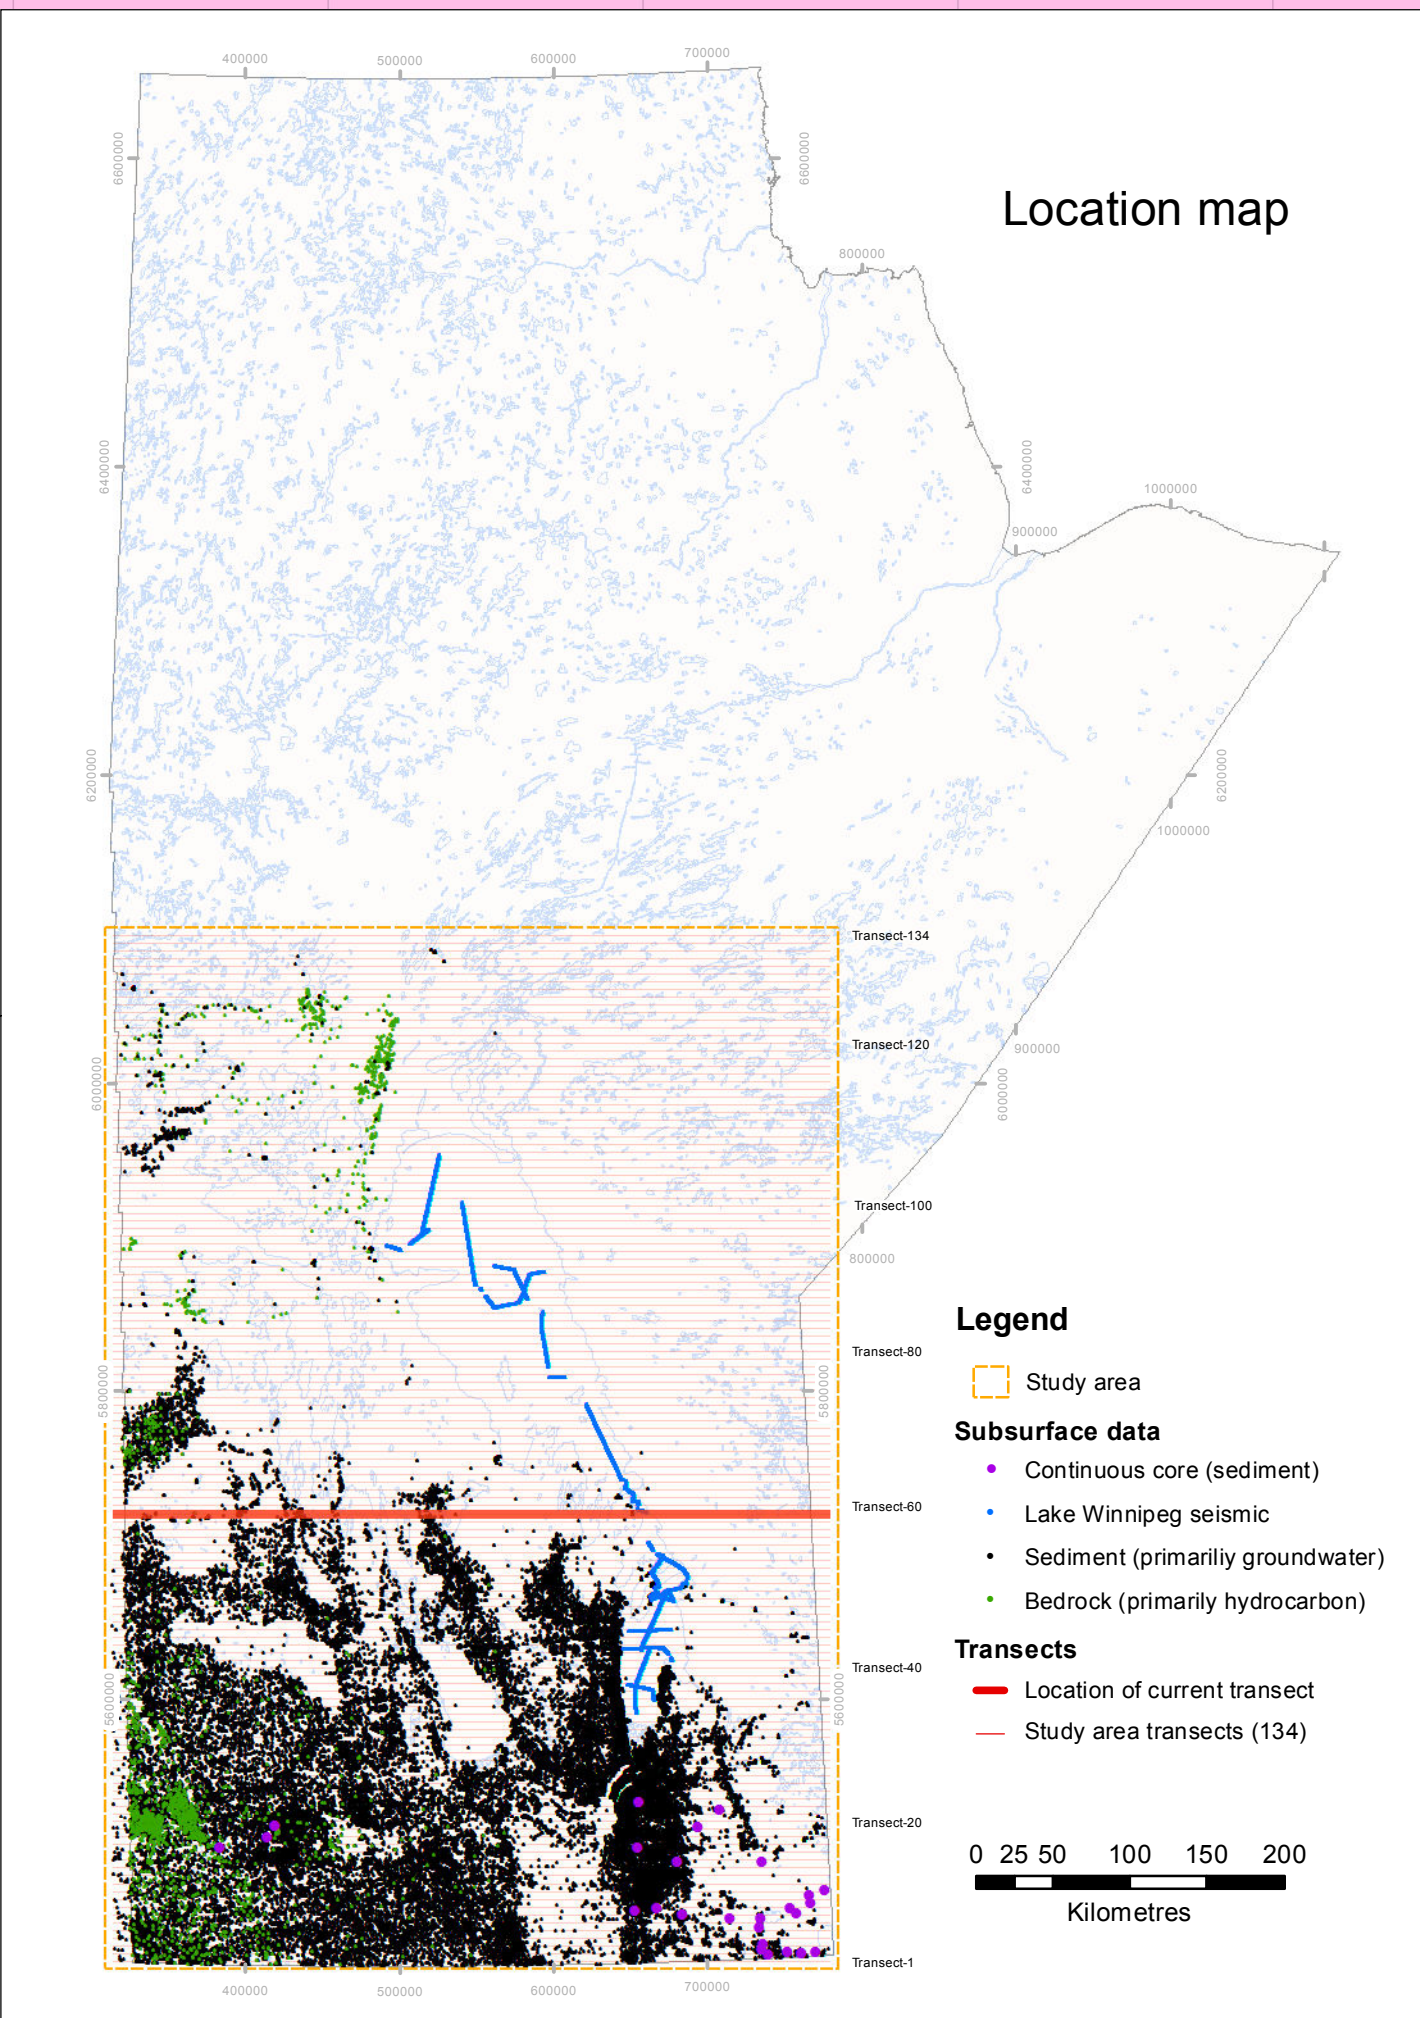 400000
500000
600000
700000
6600000
6600000
Location map
800000
6400000
6400000
1000000
900000
6200000
6200000
1000000
Transect-134
Transect-120
900000
6000000
6000000
Transect-100
800000
Legend
Transect-80
Study area
5800000
5800000
Subsurface data
Continuous core (sediment)
Transect-60
Lake Winnipeg seismic
Sediment (primariliy groundwater)
Bedrock (primarily hydrocarbon)
Transects
Transect-40
Location of current transect
5600000
5600000
Study area transects (134)
Transect-20
0 25 50 100 150 200
Kilometres
Transect-1
400000
500000
600000
700000